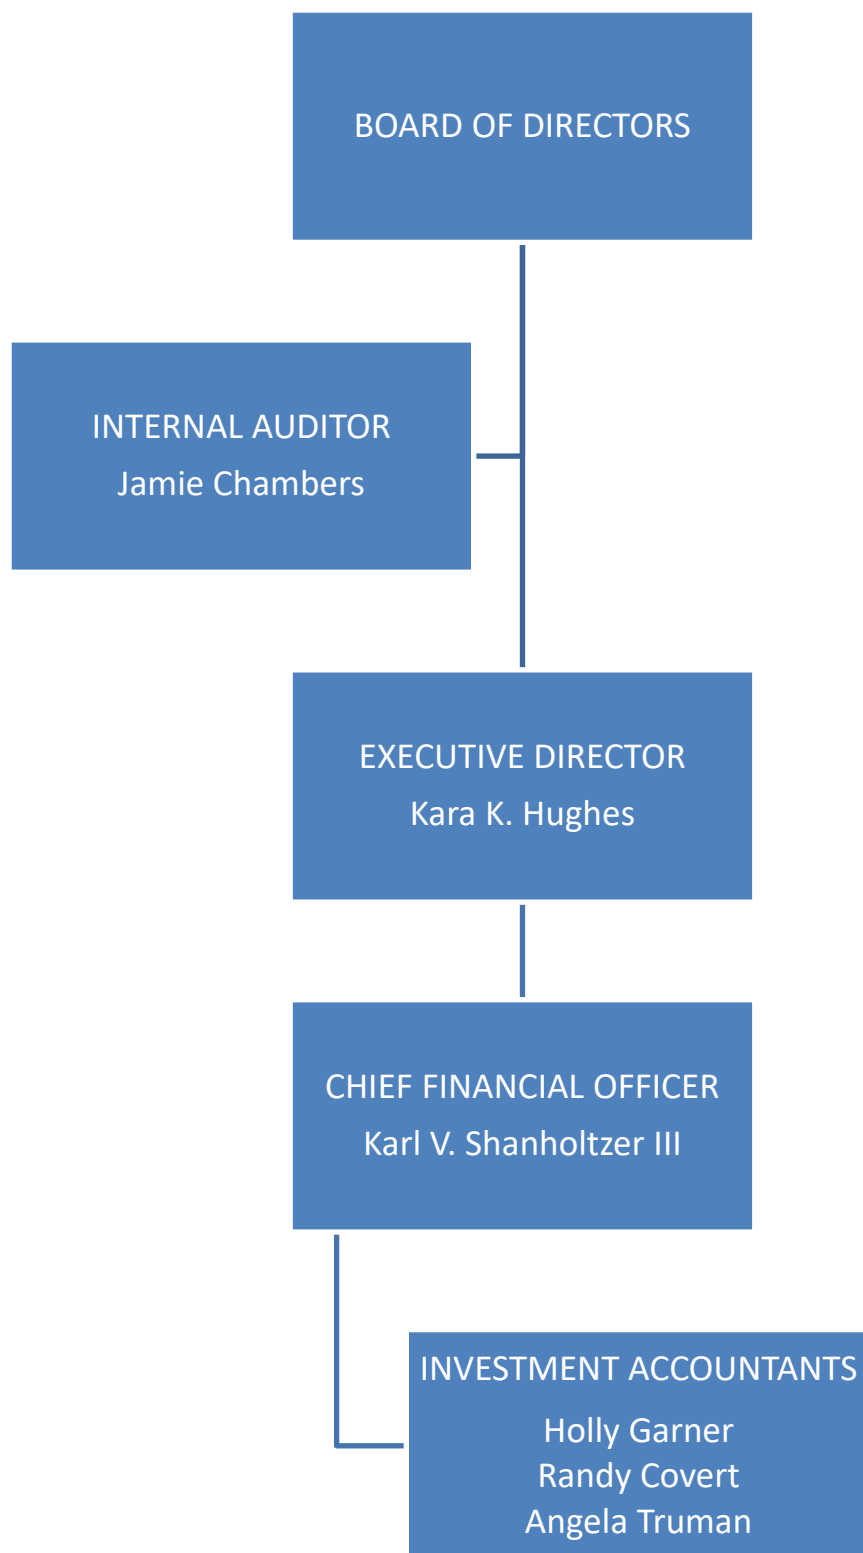 BOARD OF DIRECTORS
INTERNAL AUDITOR
Jamie Chambers
EXECUTIVE DIRECTOR
Kara K. Hughes
CHIEF FINANCIAL OFFICER
Karl V. Shanholtzer III
INVESTMENT ACCOUNTANTS
Holly Garner
Randy Covert
Angela Truman